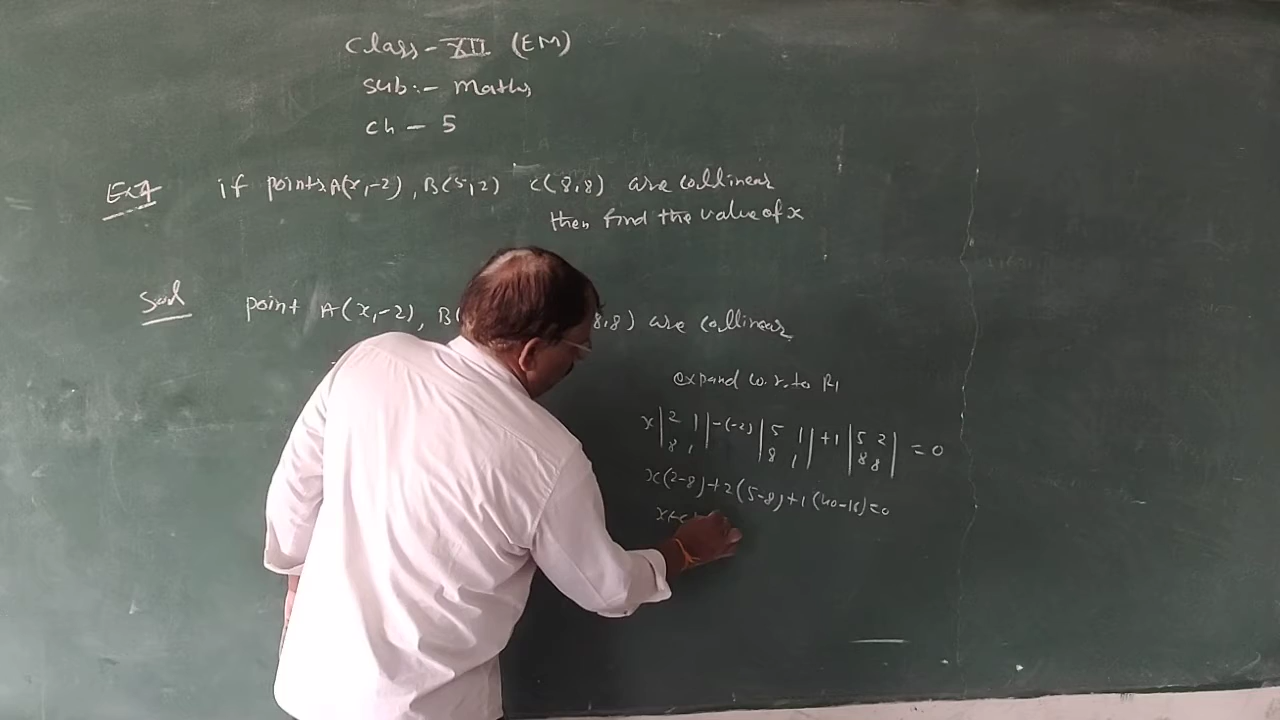 Class - XII (EM)
sub:- maths
ch - 5
Ex 4 if points A(x,-2), B(5,2) C(8,8) are collinear
then find the value of x
Sol point A(x,-2), B( 8,8) are collinear
expand w.r.to R1
x |2 1| -(-2) |5 1| +1 |5 2| = 0
8 1 8 1 8 8
x(2-8)+2(5-8)+1(40-16)=0